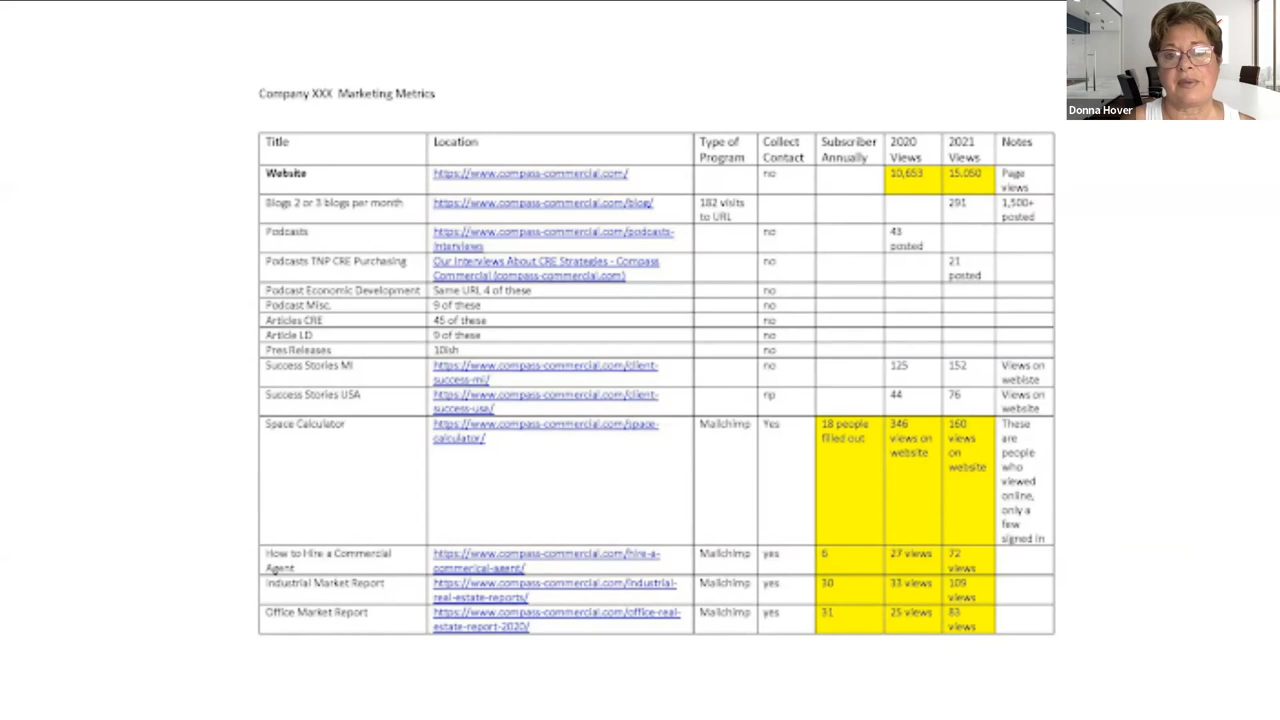 Donna Hover
Company XXX Marketing Metrics
Title Location Type of Program Collect Contact Subscriber Annually 2020 Views 2021 Views Notes
Website https://www.compass-commercial.com/ no 10,653 15,050 Page views
Blogs 2 or 3 blogs per month https://www.compass-commercial.com/blog/ 182 visits to URL 291 1,500+ posted
Podcasts https://www.compass-commercial.com/podcasts-interviews no 43 posted
Podcasts TNP CRE Purchasing Our Interviews About CRE Strategies - Compass Commercial (compass-commercial.com) no 21 posted
Podcast Economic Development Same URL 4 of these no
Podcast Misc. 9 of these no
Articles CRE 45 of these no
Article LD 9 of these no
Pres Releases 10ish no
Success Stories MI https://www.compass-commercial.com/client-success-mi/ no 125 152 Views on webiste
Success Stories USA https://www.compass-commercial.com/client-success-usa/ 44 76 Views on website
Space Calculator https://www.compass-commercial.com/space-calculator/ Mailchimp Yes 18 people filled out 346 views on website 160 views on website These are people who viewed online, only a few signed in
How to Hire a Commercial Agent https://www.compass-commercial.com/hire-a-commerical-agent/ Mailchimp yes 6 27 views 72 views
Industrial Market Report https://www.compass-commercial.com/industrial-real-estate-reports/ Mailchimp yes 30 33 views 109 views
Office Market Report https://www.compass-commercial.com/office-real-estate-report-2020/ Mailchimp yes 31 25 views 83 views